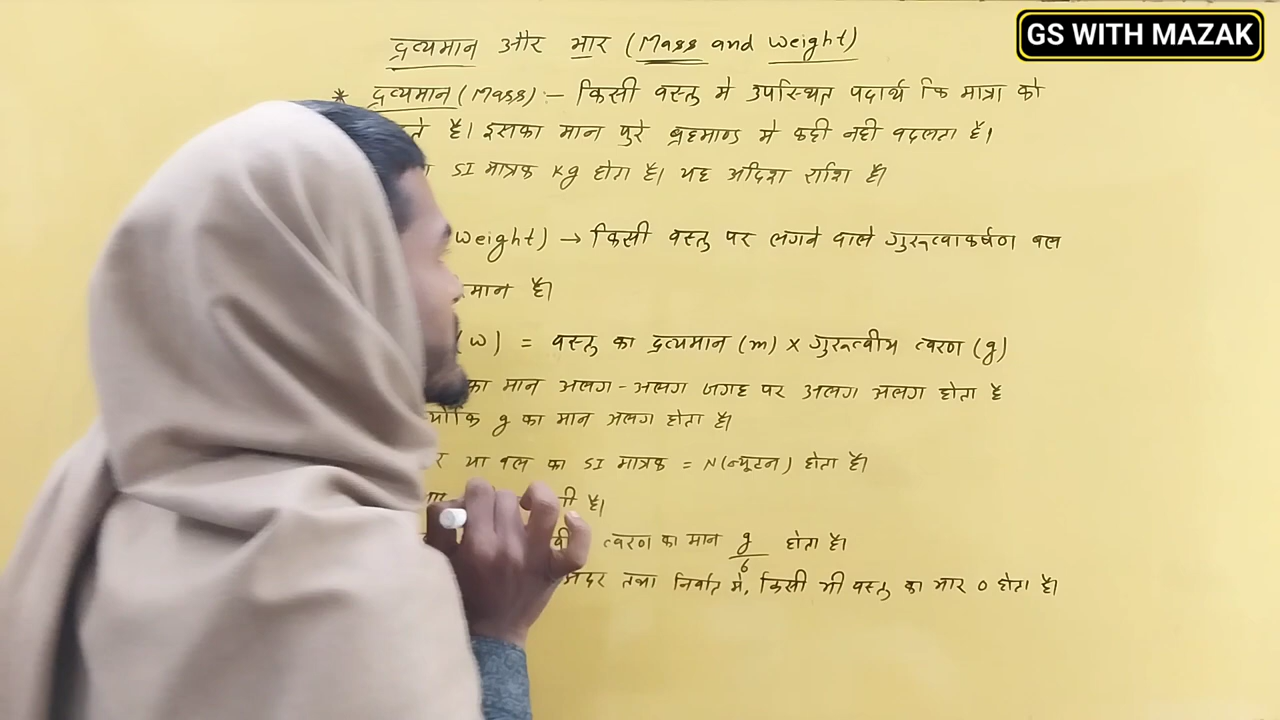 GS WITH MAZAK
द्रव्यमान और भार (Mass and Weight)
* द्रव्यमान (Mass) :- किसी वस्तु मे उपस्थित पदार्थ कि मात्रा को
है। इसका मान पुरे ब्रहमाण्ड मे कही नही बदलता है।
SI मात्रक Kg होता है। यह अदिश राशि है।
Weight) → किसी वस्तु पर लगने वाले गुरुत्वाकर्षण बल
मान है।
(W) = वस्तु का द्रव्यमान (m) x गुरुत्वीय त्वरण (g)
का मान अलग-अलग जगह पर अलग अलग होता है
g का मान अलग होता है।
या बल का SI मात्रक = N(न्यूटन) होता है।
है।
त्वरण का मान g/6 होता है।
अंदर तथा निर्वात मे, किसी भी वस्तु का भार 0 होता है।